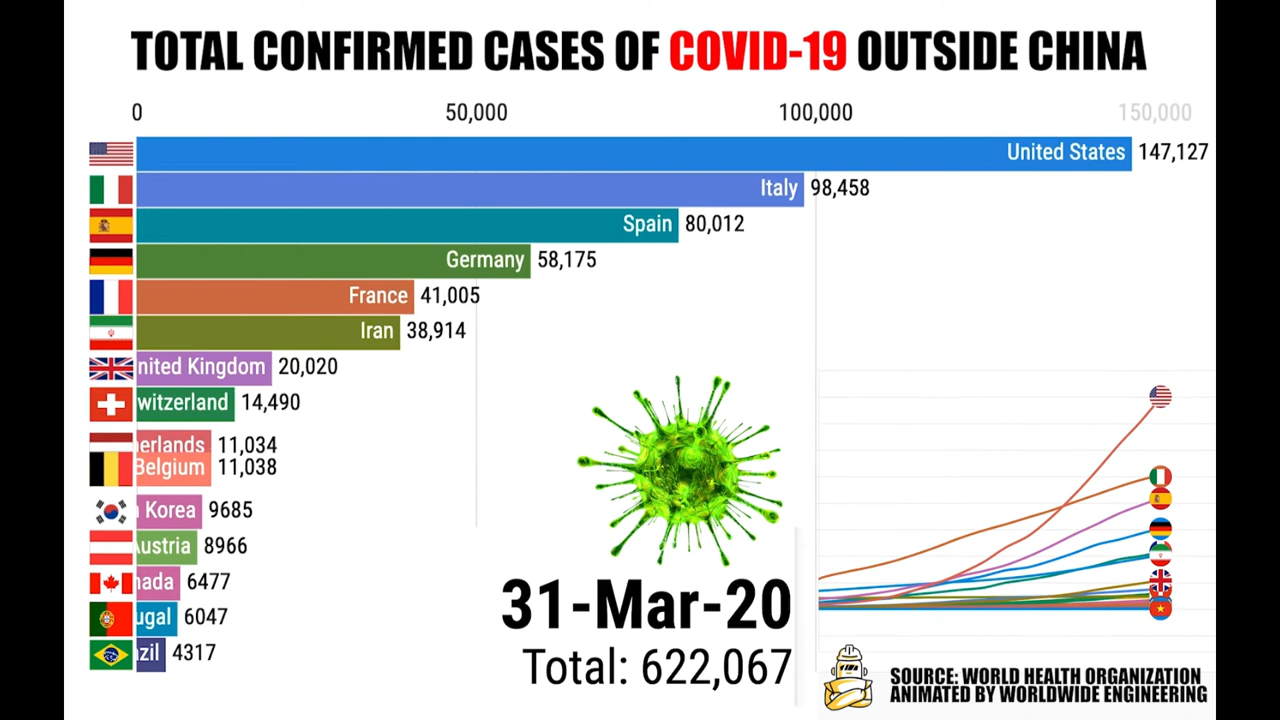 TOTAL CONFIRMED CASES OF COVID-19 OUTSIDE CHINA
0 50,000 100,000 150,000
United States 147,127
Italy 98,458
Spain 80,012
Germany 58,175
France 41,005
Iran 38,914
nited Kingdom 20,020
witzerland 14,490
erlands 11,034
Belgium 11,038
Korea 9685
Austria 8966
nada 6477
ugal 6047
zil 4317
31-Mar-20
Total: 622,067
SOURCE: WORLD HEALTH ORGANIZATION
ANIMATED BY WORLDWIDE ENGINEERING